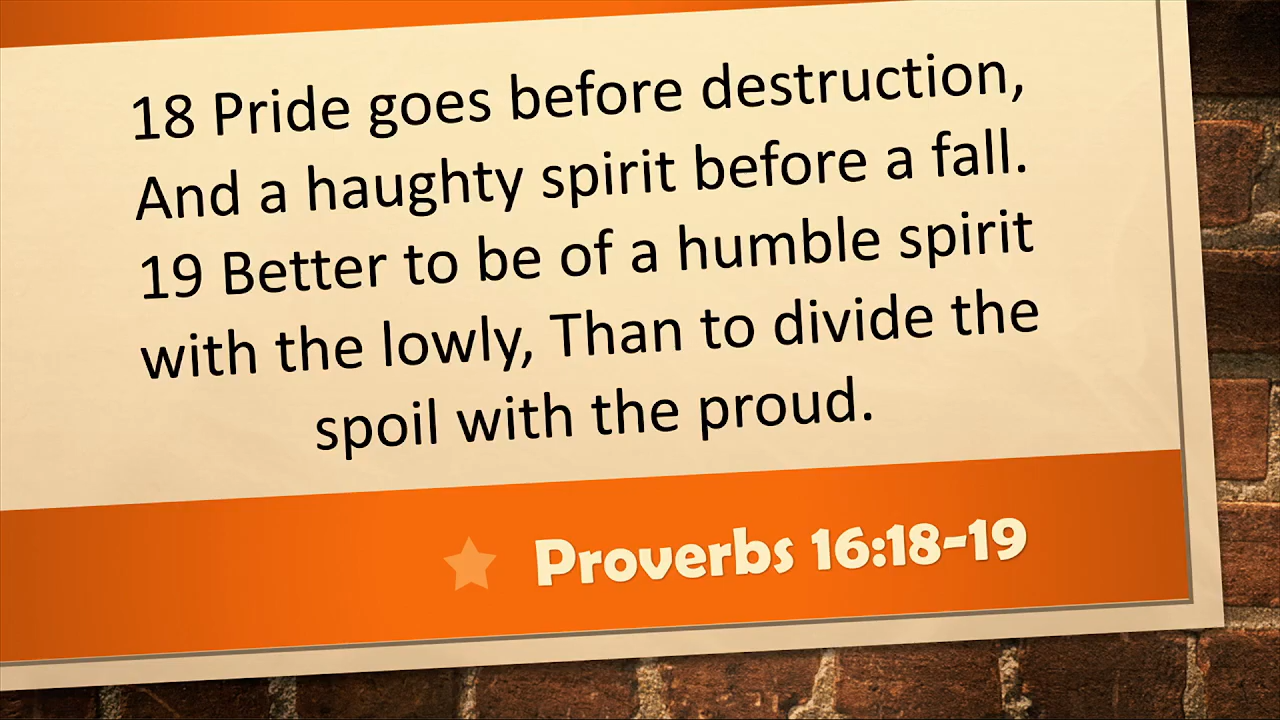 18 Pride goes before destruction,
And a haughty spirit before a fall.
19 Better to be of a humble spirit
with the lowly, Than to divide the
spoil with the proud.
Proverbs 16:18-19